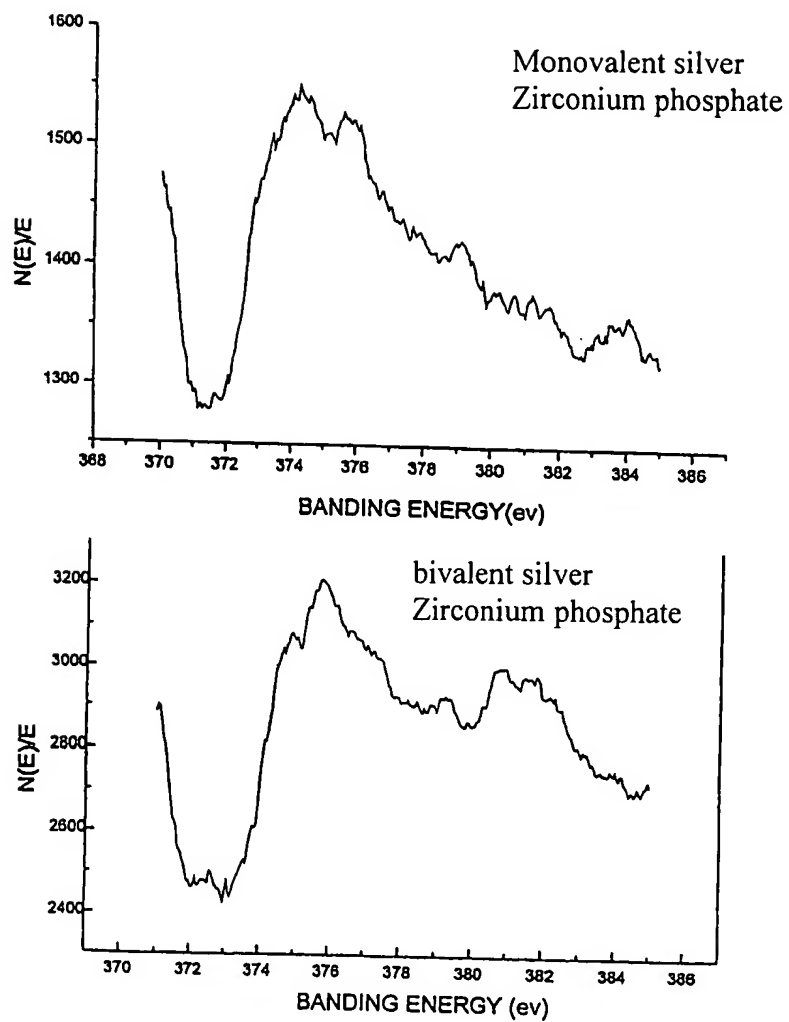 1600
1500
1400
1300
N(E)/E
Monovalent silver
Zirconium phosphate
368 370 372 374 376 378 380 382 384 386
BANDING ENERGY(ev)
3200
3000
2800
2600
2400
N(E)/E
bivalent silver
Zirconium phosphate
370 372 374 376 378 380 382 384 386
BANDING ENERGY (ev)